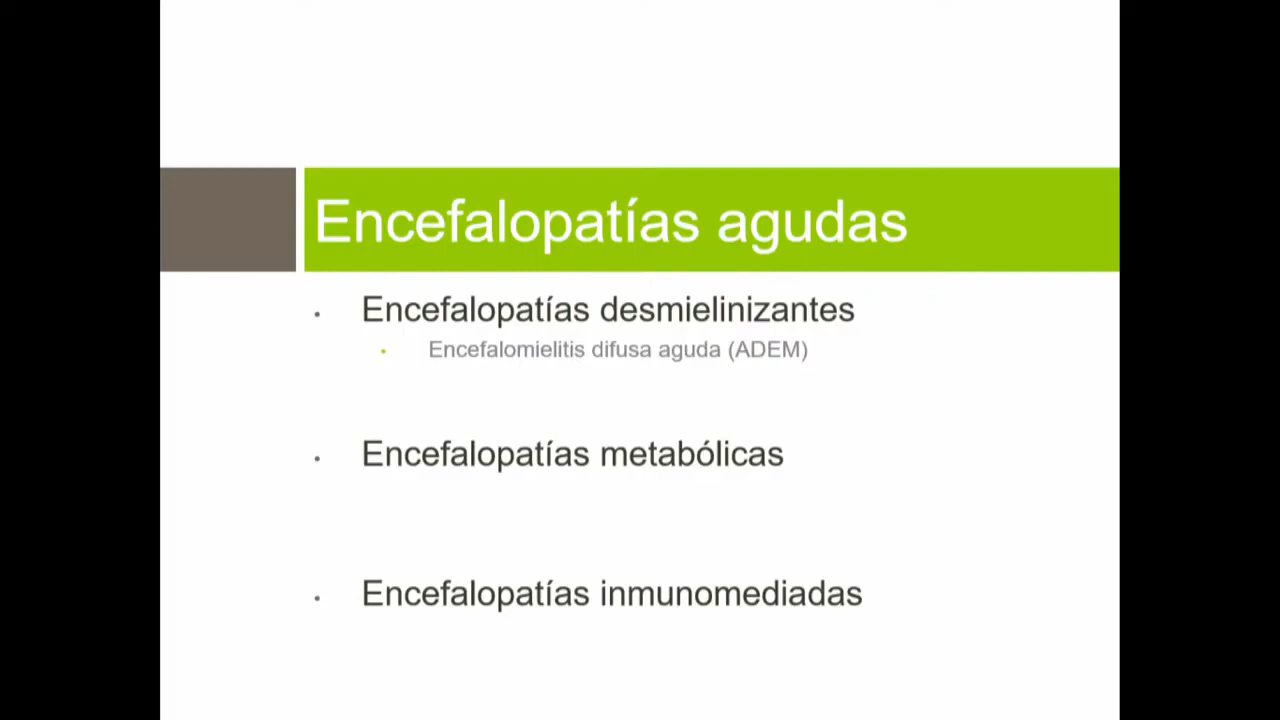 Encefalopatías agudas
Encefalopatías desmielinizantes
Encefalomielitis difusa aguda (ADEM)
Encefalopatías metabólicas
Encefalopatías inmunomediadas